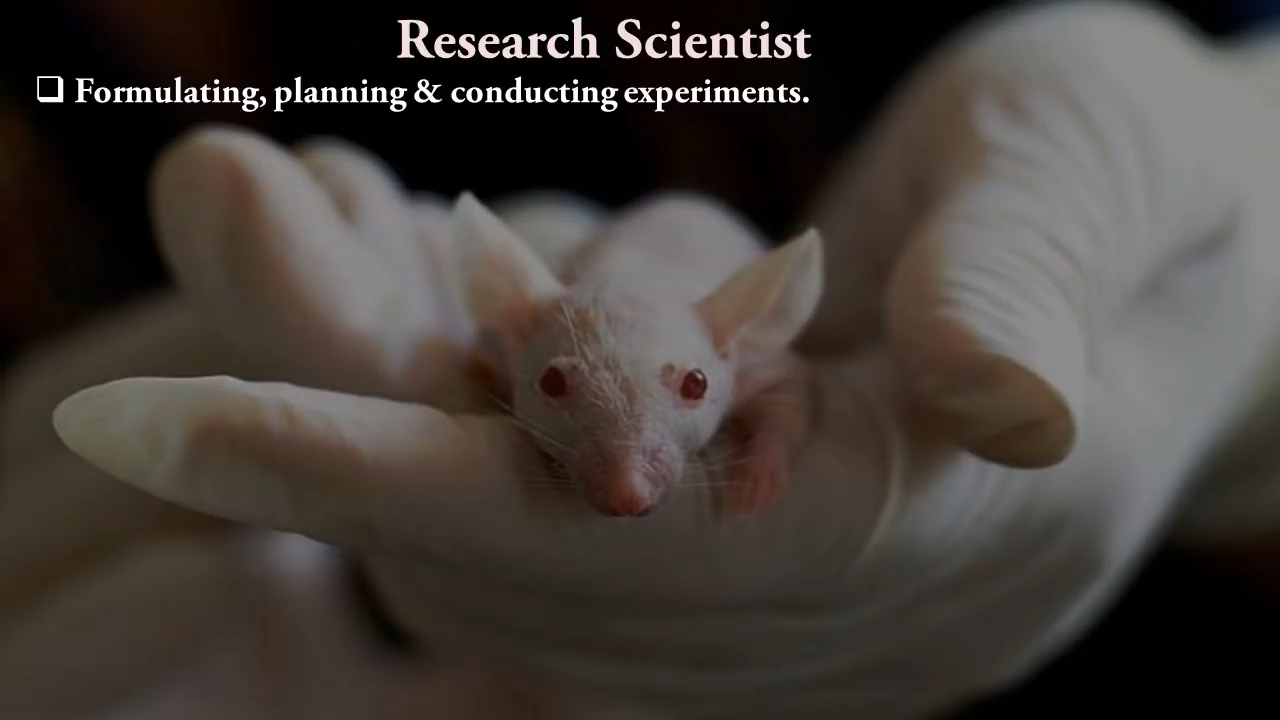 Research Scientist
❑ Formulating, planning & conducting experiments.